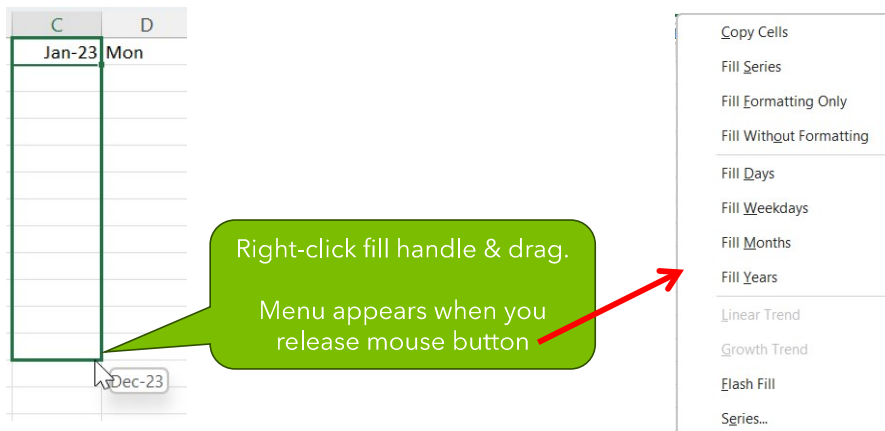 C D
Jan-23 Mon
Right-click fill handle & drag.
Menu appears when you
release mouse button
Dec-23
Copy Cells
Fill Series
Fill Formatting Only
Fill Without Formatting
Fill Days
Fill Weekdays
Fill Months
Fill Years
Linear Trend
Growth Trend
Flash Fill
Series...